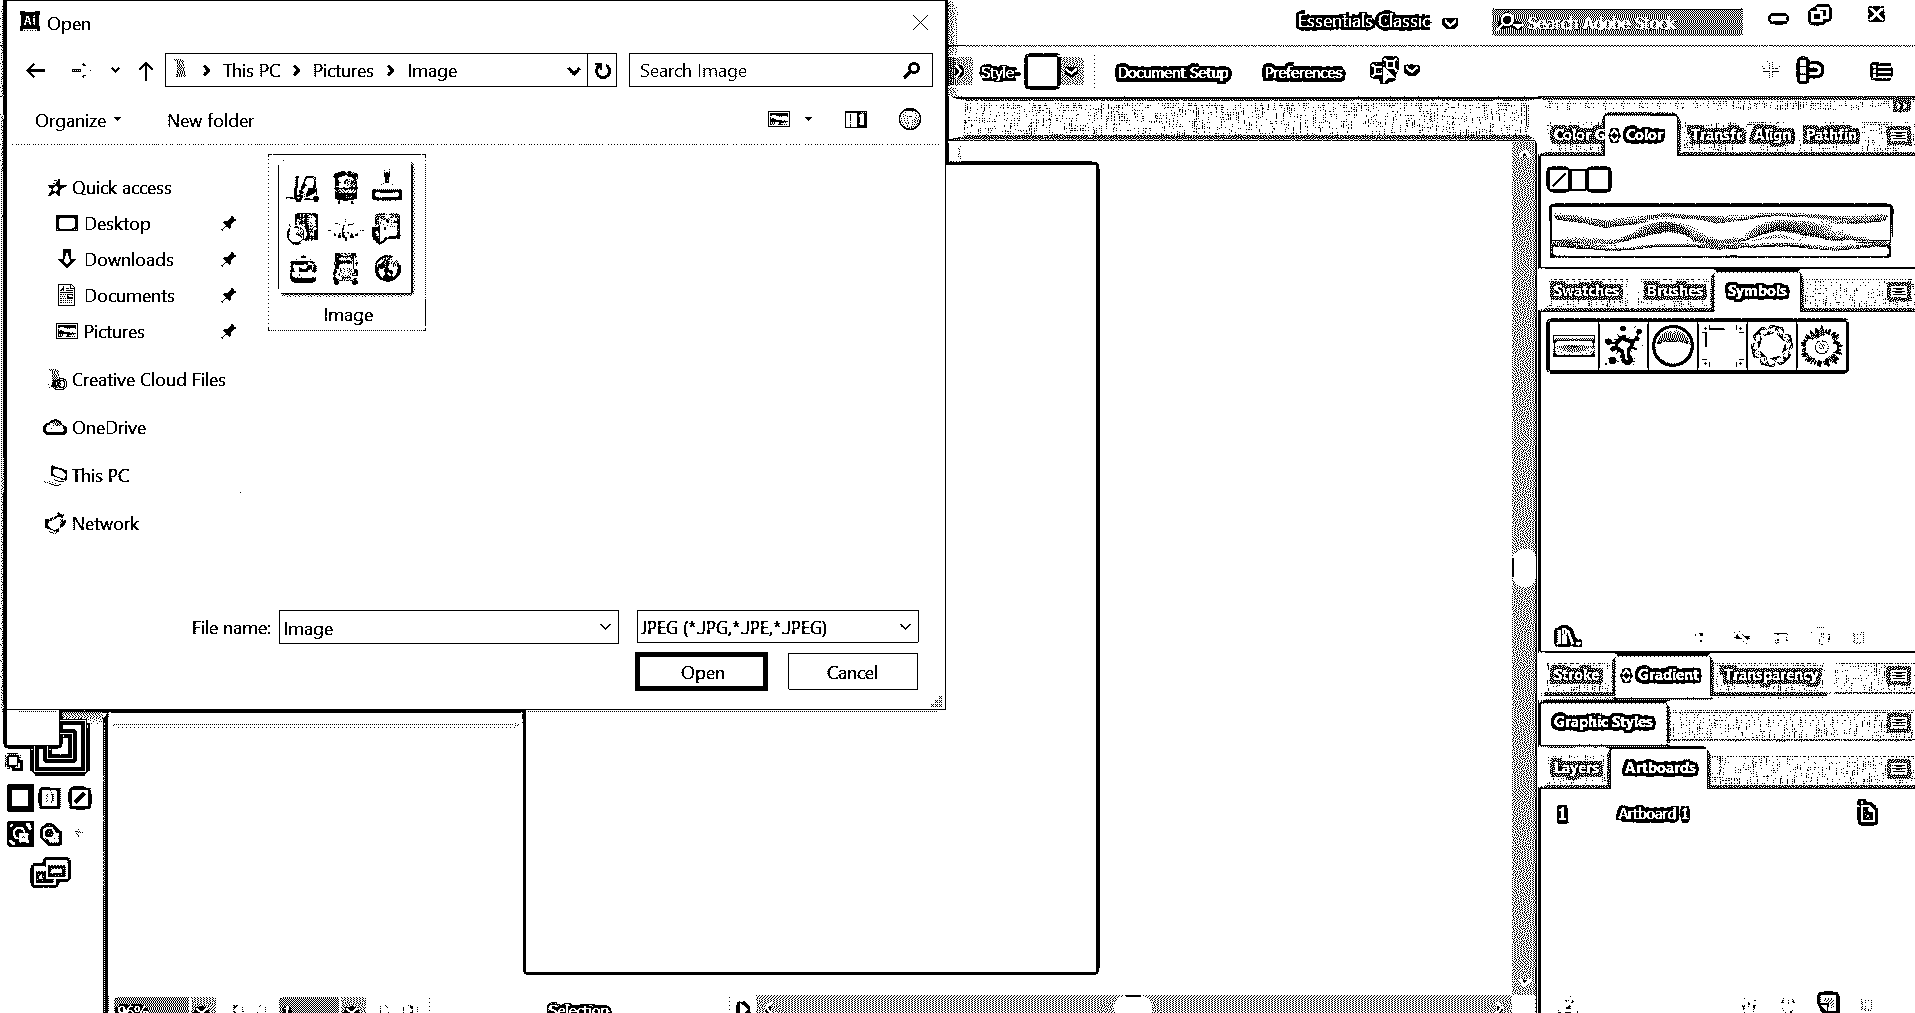 Ai Open
Essentials Classic
Search Adobe Stock
This PC > Pictures > Image
Search Image
Style:
Document Setup
Preferences
Organize
New folder
Color G
Color
Transfo
Align
Pathfin
Quick access
Desktop
Downloads
Documents
Pictures
Image
Creative Cloud Files
OneDrive
This PC
Network
Swatches
Brushes
Symbols
File name: Image
JPEG (*.JPG,*.JPE,*.JPEG)
Open
Cancel
Stroke
Gradient
Transparency
Graphic Styles
Layers
Artboards
1 Artboard 1
Selection